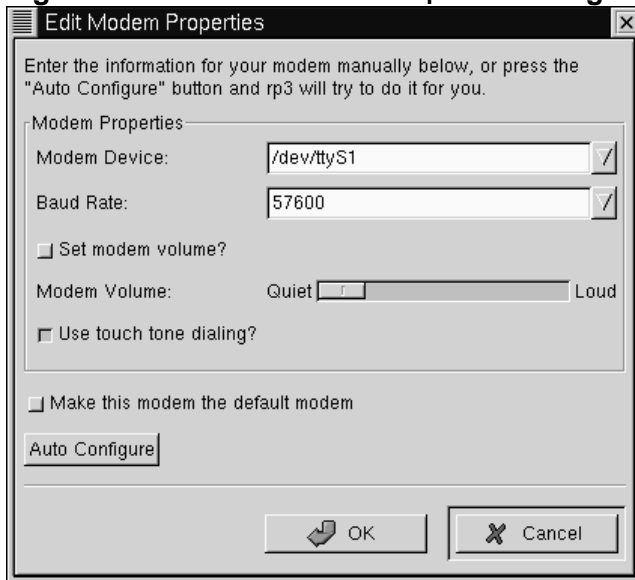 Edit Modem Properties
Enter the information for your modem manually below, or press the
"Auto Configure" button and rp3 will try to do it for you.
Modem Properties
Modem Device: /dev/ttyS1
Baud Rate: 57600
Set modem volume?
Modem Volume: Quiet Loud
Use touch tone dialing?
Make this modem the default modem
Auto Configure
OK Cancel